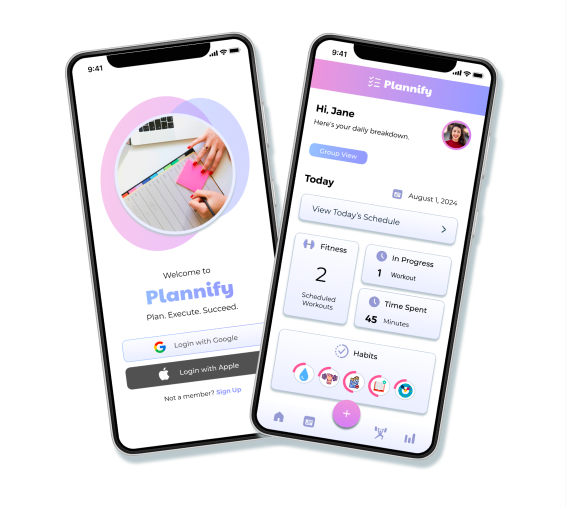 9:41
Welcome to
Plannify
Plan. Execute. Succeed.
Login with Google
Login with Apple
Not a member? Sign Up
9:41
Plannify
Hi, Jane
Here's your daily breakdown.
Group View
Today
August 1, 2024
View Today's Schedule
Fitness
2
Scheduled
Workouts
In Progress
1 Workout
Time Spent
45 Minutes
Habits